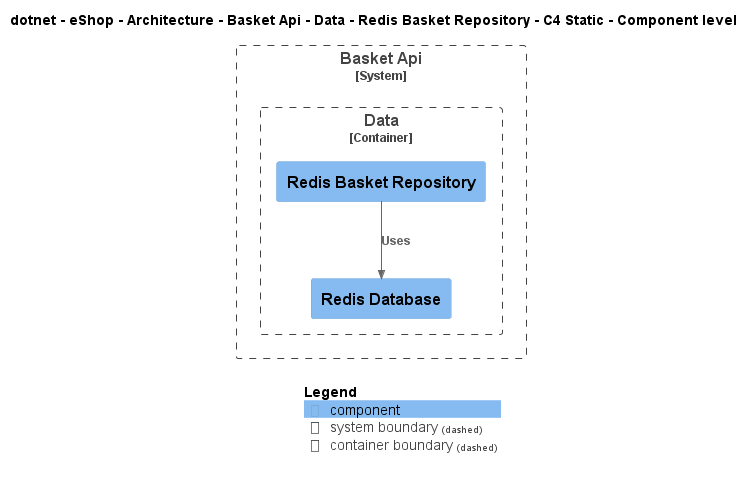 dotnet - eShop - Architecture - Basket Api - Data - Redis Basket Repository - C4 Static - Component level
Basket Api
[System]
Data
[Container]
Redis Basket Repository
Uses
Redis Database
Legend
component
system boundary (dashed)
container boundary (dashed)